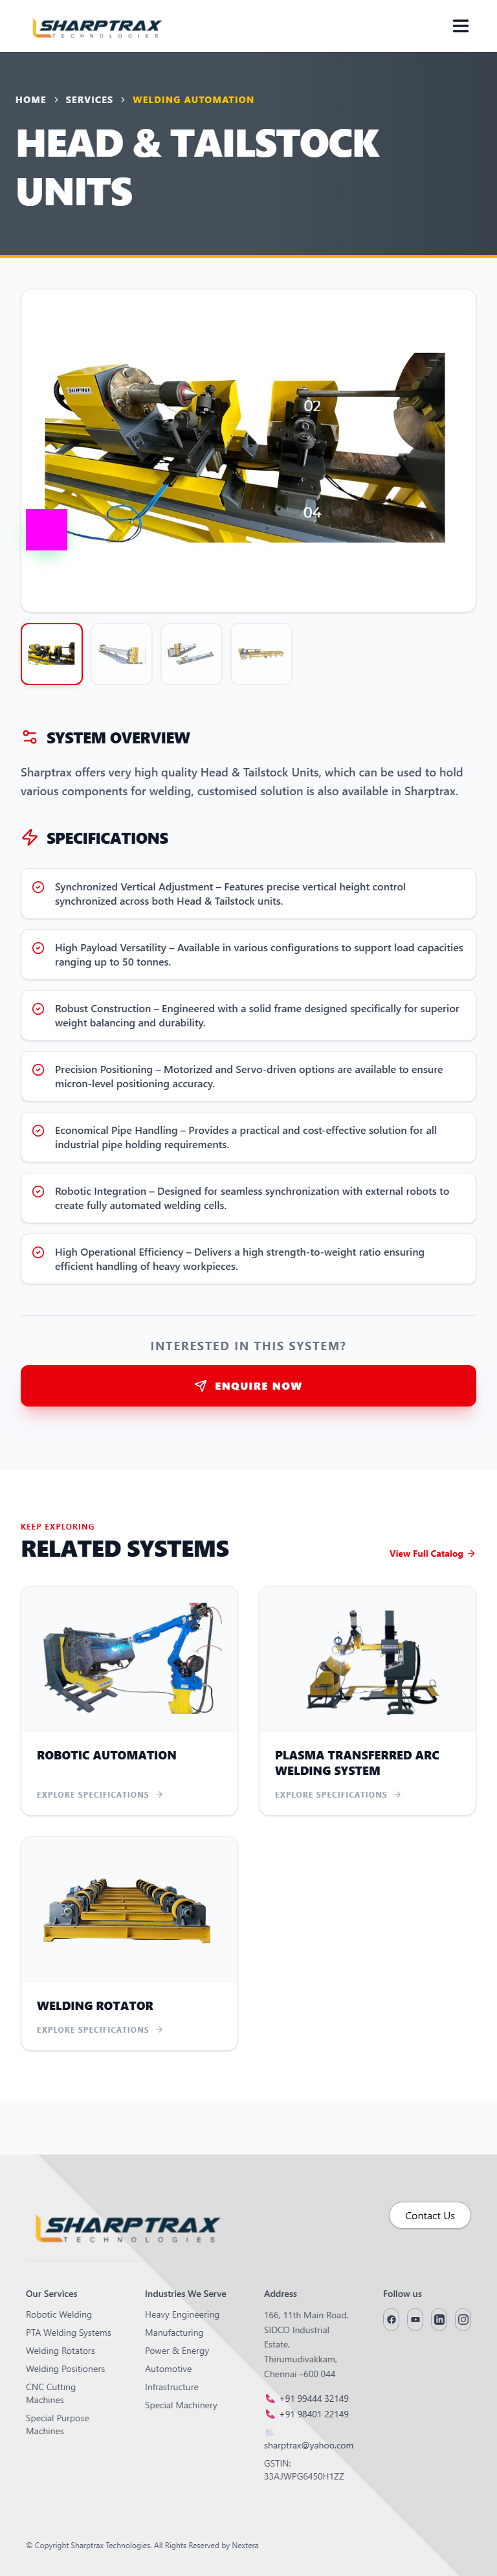 SHARPTRAX
TECHNOLOGIES
HOME > SERVICES > WELDING AUTOMATION
HEAD & TAILSTOCK
UNITS
02
04
SYSTEM OVERVIEW
Sharptrax offers very high quality Head & Tailstock Units, which can be used to hold
various components for welding, customised solution is also available in Sharptrax.
SPECIFICATIONS
Synchronized Vertical Adjustment – Features precise vertical height control
synchronized across both Head & Tailstock units.
High Payload Versatility – Available in various configurations to support load capacities
ranging up to 50 tonnes.
Robust Construction – Engineered with a solid frame designed specifically for superior
weight balancing and durability.
Precision Positioning – Motorized and Servo-driven options are available to ensure
micron-level positioning accuracy.
Economical Pipe Handling – Provides a practical and cost-effective solution for all
industrial pipe holding requirements.
Robotic Integration – Designed for seamless synchronization with external robots to
create fully automated welding cells.
High Operational Efficiency – Delivers a high strength-to-weight ratio ensuring
efficient handling of heavy workpieces.
INTERESTED IN THIS SYSTEM?
ENQUIRE NOW
KEEP EXPLORING
RELATED SYSTEMS
View Full Catalog →
ROBOTIC AUTOMATION
EXPLORE SPECIFICATIONS →
PLASMA TRANSFERRED ARC
WELDING SYSTEM
EXPLORE SPECIFICATIONS →
WELDING ROTATOR
EXPLORE SPECIFICATIONS →
SHARPTRAX
TECHNOLOGIES
Contact Us
Our Services
Robotic Welding
PTA Welding Systems
Welding Rotators
Welding Positioners
CNC Cutting
Machines
Special Purpose
Machines
Industries We Serve
Heavy Engineering
Manufacturing
Power & Energy
Automotive
Infrastructure
Special Machinery
Address
166, 11th Main Road,
SIDCO Industrial
Estate,
Thirumudivakkam,
Chennai –600 044
+91 99444 32149
+91 98401 22149
sharptrax@yahoo.com
GSTIN:
33AJWPG6450H1ZZ
Follow us
© Copyright Sharptrax Technologies. All Rights Reserved by Nextera